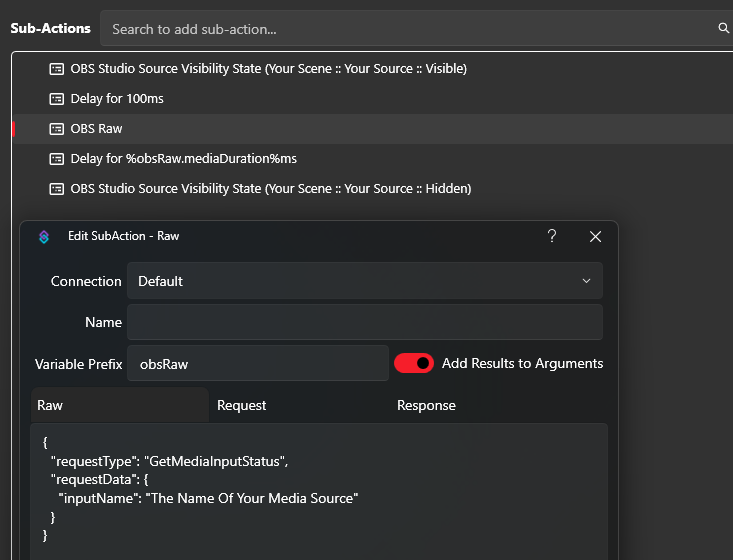 Sub-Actions
Search to add sub-action...
OBS Studio Source Visibility State (Your Scene :: Your Source :: Visible)
Delay for 100ms
OBS Raw
Delay for %obsRaw.mediaDuration%ms
OBS Studio Source Visibility State (Your Scene :: Your Source :: Hidden)
Edit SubAction - Raw
?
Connection
Default
Name
Variable Prefix
obsRaw
Add Results to Arguments
Raw
Request
Response
{
"requestType": "GetMediaInputStatus",
"requestData": {
"inputName": "The Name Of Your Media Source"
}
}